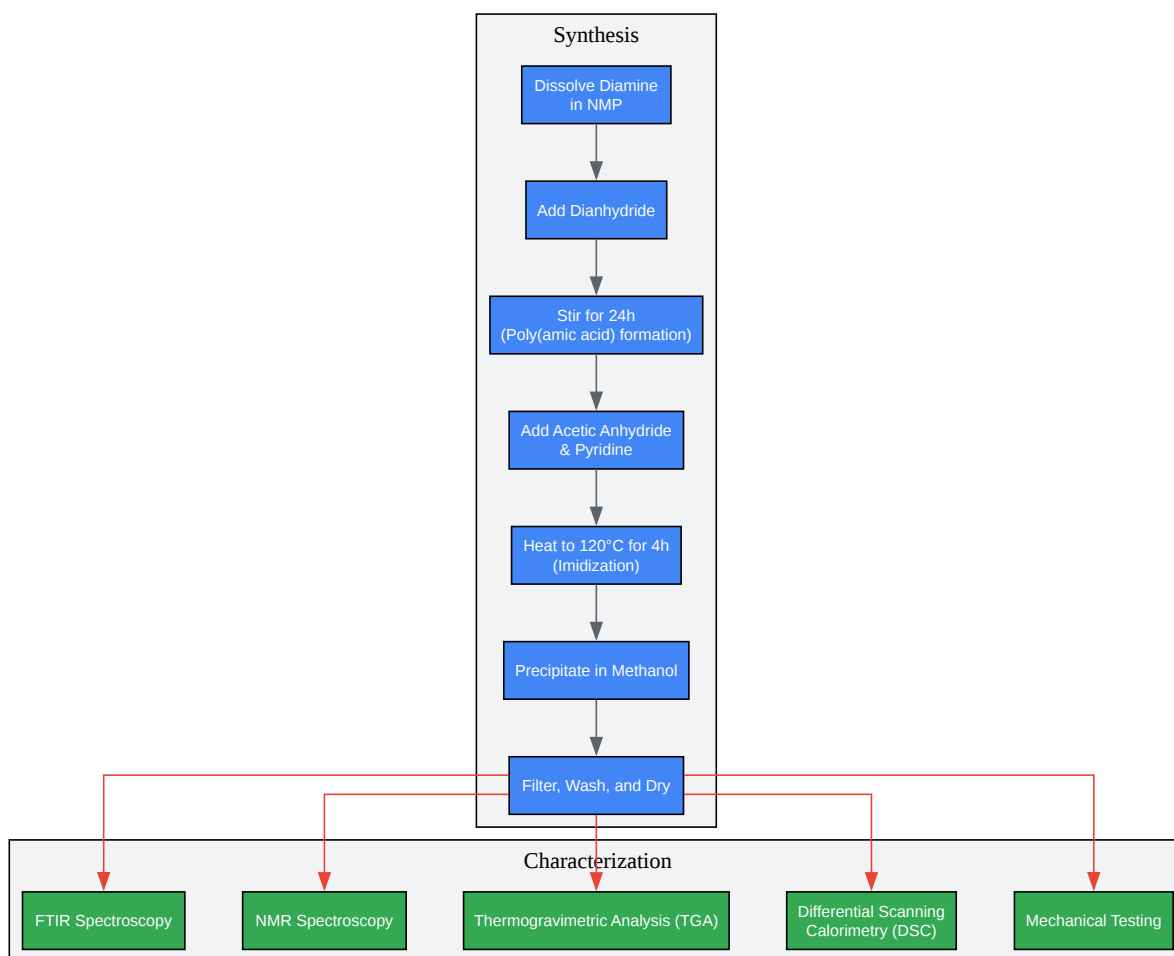 Synthesis
Dissolve Diamine
in NMP
Add Dianhydride
Stir for 24h
(Poly(amic acid) formation)
Add Acetic Anhydride
& Pyridine
Heat to 120°C for 4h
(Imidization)
Precipitate in Methanol
Filter, Wash, and Dry
Characterization
FTIR Spectroscopy
NMR Spectroscopy
Thermogravimetric Analysis (TGA)
Differential Scanning
Calorimetry (DSC)
Mechanical Testing